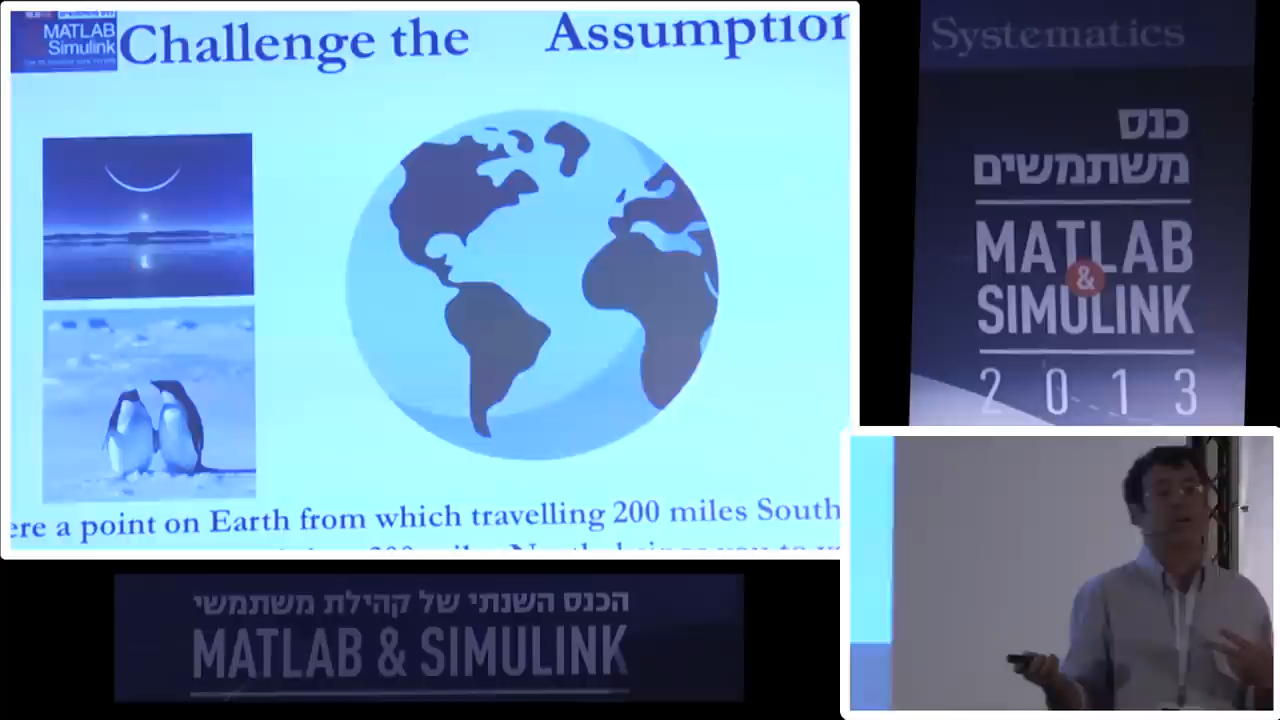 MATLAB
Simulink
Challenge the Assumption
ere a point on Earth from which travelling 200 miles South
Systematics
כנס
משתמשים
MATLAB
&
SIMULINK
2013
הכנס השנתי של קהילת משתמשי
MATLAB & SIMULINK